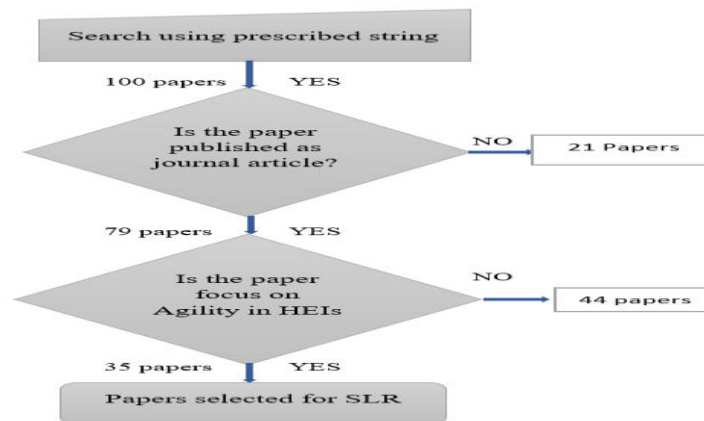 Search using prescribed string
100 papers YES
Is the paper
published as
journal article?
NO
21 Papers
79 papers YES
Is the paper
focus on
Agility in HEIs
NO
44 papers
35 papers YES
Papers selected for SLR